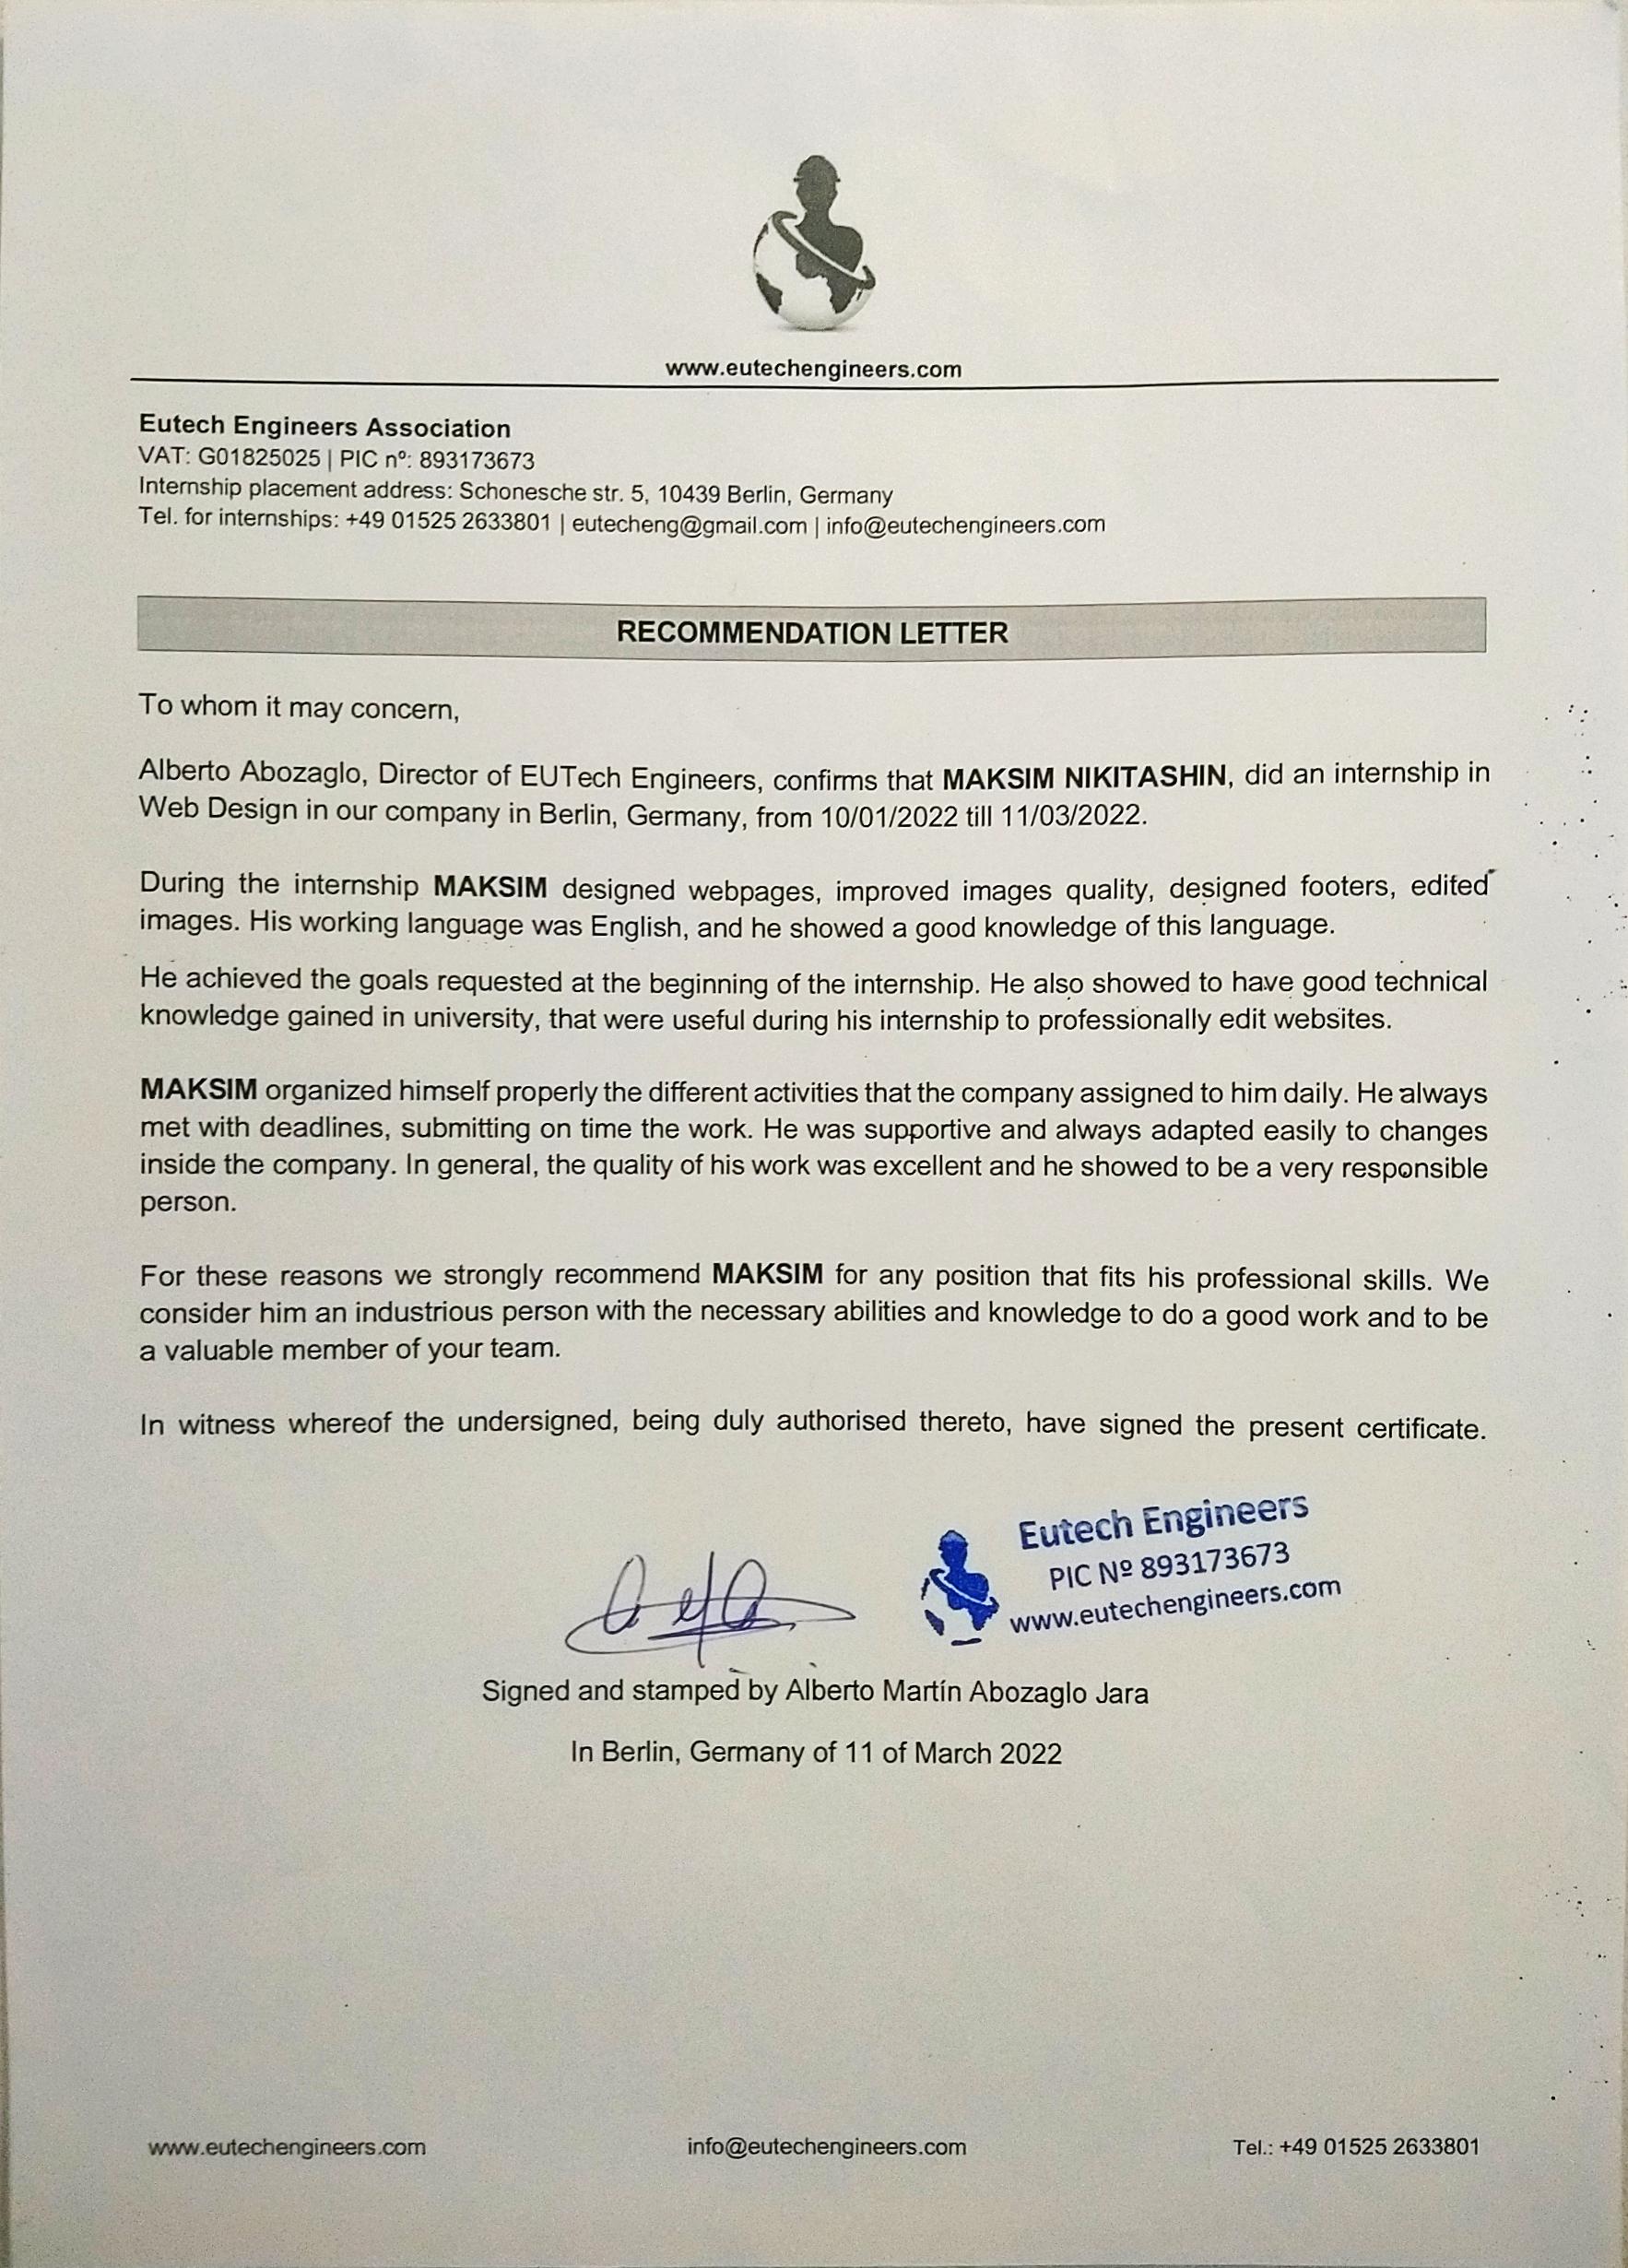 www.eutechengineers.com
Eutech Engineers Association
VAT: G01825025 | PIC nº: 893173673
Internship placement address: Schonesche str. 5, 10439 Berlin, Germany
Tel. for internships: +49 01525 2633801 | eutecheng@gmail.com | info@eutechengineers.com
RECOMMENDATION LETTER
To whom it may concern,
Alberto Abozaglo, Director of EUTech Engineers, confirms that MAKSIM NIKITASHIN, did an internship in
Web Design in our company in Berlin, Germany, from 10/01/2022 till 11/03/2022.
During the internship MAKSIM designed webpages, improved images quality, designed footers, edited
images. His working language was English, and he showed a good knowledge of this language.
He achieved the goals requested at the beginning of the internship. He also showed to have good technical
knowledge gained in university, that were useful during his internship to professionally edit websites.
MAKSIM organized himself properly the different activities that the company assigned to him daily. He always
met with deadlines, submitting on time the work. He was supportive and always adapted easily to changes
inside the company. In general, the quality of his work was excellent and he showed to be a very responsible
person.
For these reasons we strongly recommend MAKSIM for any position that fits his professional skills. We
consider him an industrious person with the necessary abilities and knowledge to do a good work and to be
a valuable member of your team.
In witness whereof the undersigned, being duly authorised thereto, have signed the present certificate.
Eutech Engineers
PIC Nº 893173673
www.eutechengineers.com
Signed and stamped by Alberto Martín Abozaglo Jara
In Berlin, Germany of 11 of March 2022
www.eutechengineers.com info@eutechengineers.com Tel.: +49 01525 2633801